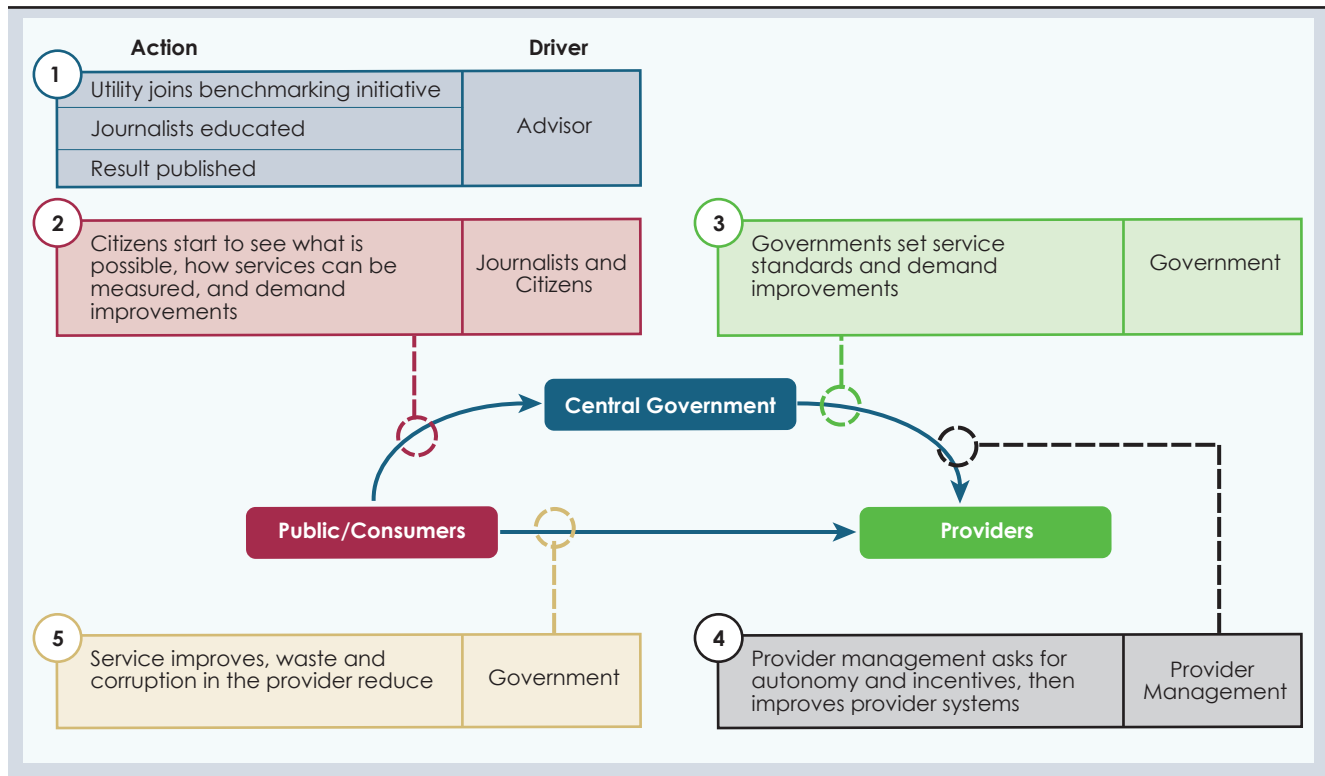 Action
Driver
1
Utility joins benchmarking initiative
Journalists educated
Result published
Advisor
2
Citizens start to see what is
possible, how services can be
measured, and demand
improvements
Journalists and
Citizens
3
Governments set service
standards and demand
improvements
Government
Central Government
Public/Consumers
Providers
5
Service improves, waste and
corruption in the provider reduce
Government
4
Provider management asks for
autonomy and incentives, then
improves provider systems
Provider
Management